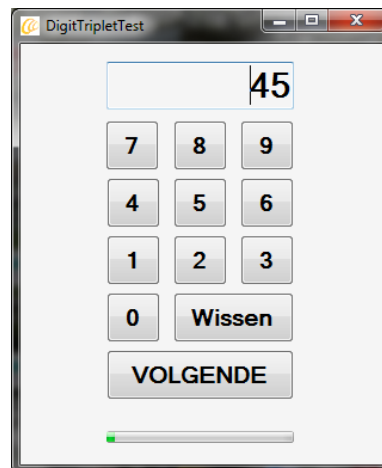 DigitTripletTest
45
7 8 9
4 5 6
1 2 3
0 Wissen
VOLGENDE